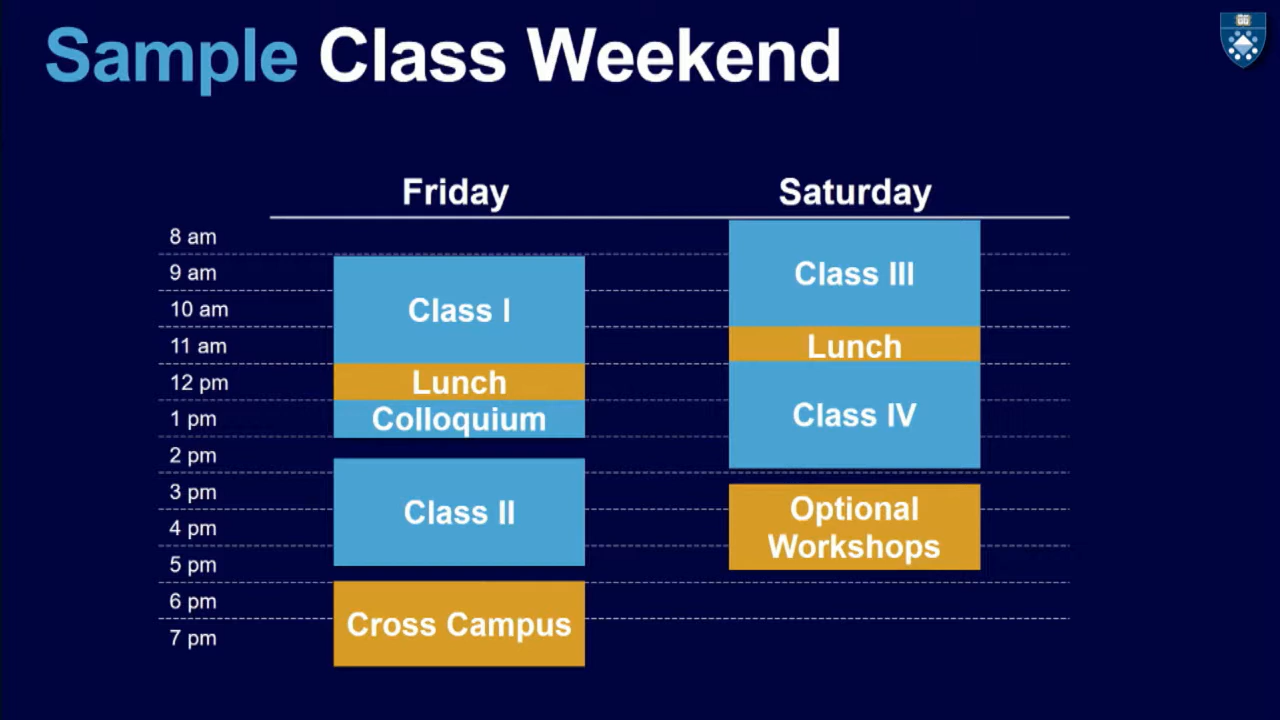 Sample Class Weekend
Friday Saturday
8 am
9 am
10 am
11 am
12 pm
1 pm
2 pm
3 pm
4 pm
5 pm
6 pm
7 pm
Class I
Lunch
Colloquium
Class II
Cross Campus
Class III
Lunch
Class IV
Optional
Workshops